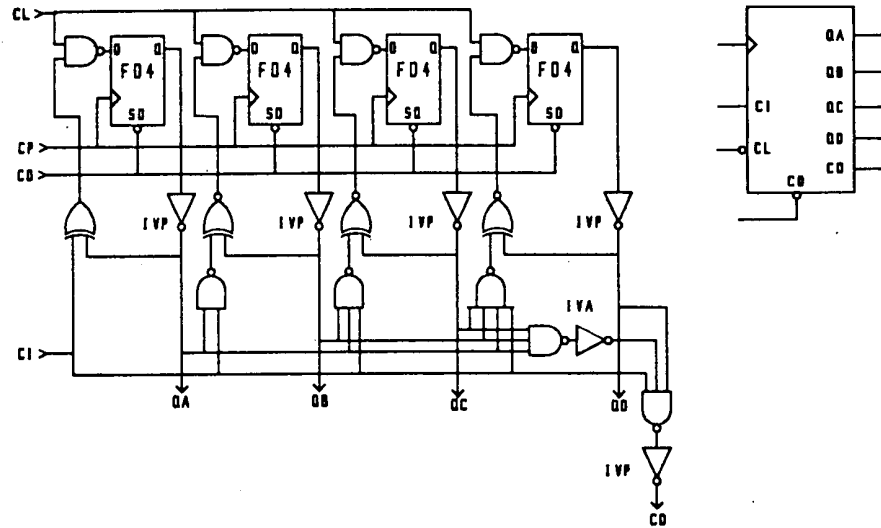 CL
D Q D Q D Q D Q
FD4 FD4 FD4 FD4
SD SD SD SD
CP
CD
IVP IVP IVP IVP
IVA
CI
QA QB QC QD
IVP
CO
QA
QB
CI QC
QD
CL CO
CD